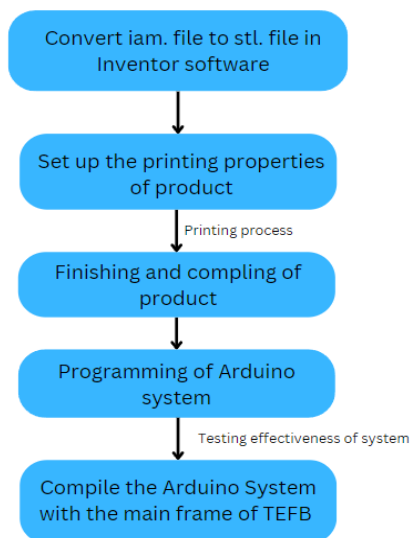 Convert iam. file to stl. file in
Inventor software
Set up the printing properties
of product
Printing process
Finishing and compling of
product
Programming of Arduino
system
Testing effectiveness of system
Compile the Arduino System
with the main frame of TEFB